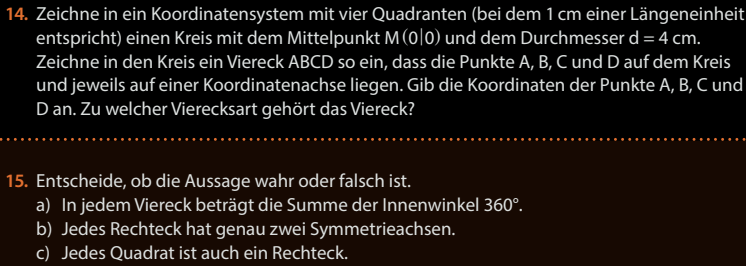 14. Zeichne in ein Koordinatensystem mit vier Quadranten (bei dem 1 cm einer Längeneinheit
entspricht) einen Kreis mit dem Mittelpunkt M(0|0) und dem Durchmesser d = 4 cm.
Zeichne in den Kreis ein Viereck ABCD so ein, dass die Punkte A, B, C und D auf dem Kreis
und jeweils auf einer Koordinatenachse liegen. Gib die Koordinaten der Punkte A, B, C und
D an. Zu welcher Vierecksart gehört das Viereck?
15. Entscheide, ob die Aussage wahr oder falsch ist.
a) In jedem Viereck beträgt die Summe der Innenwinkel 360°.
b) Jedes Rechteck hat genau zwei Symmetrieachsen.
c) Jedes Quadrat ist auch ein Rechteck.